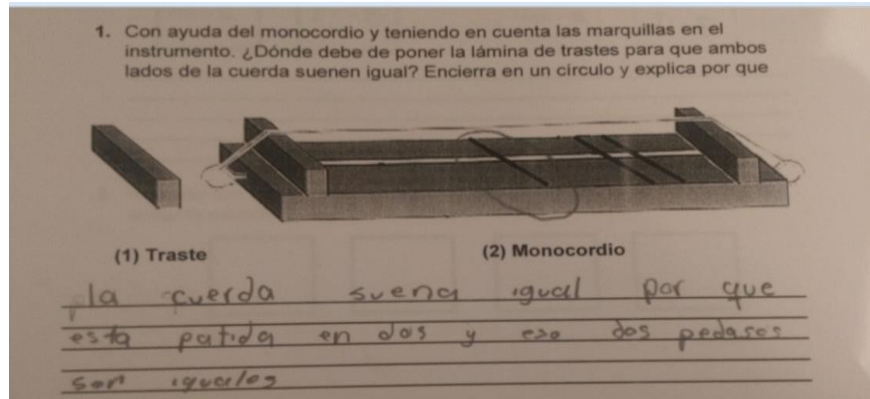 1. Con ayuda del monocordio y teniendo en cuenta las marquillas en el
instrumento. ¿Dónde debe de poner la lámina de trastes para que ambos
lados de la cuerda suenen igual? Encierra en un círculo y explica por que
(1) Traste
(2) Monocordio
la cuerda suena igual por que
esta patida en dos y eso dos pedasos
son iguales